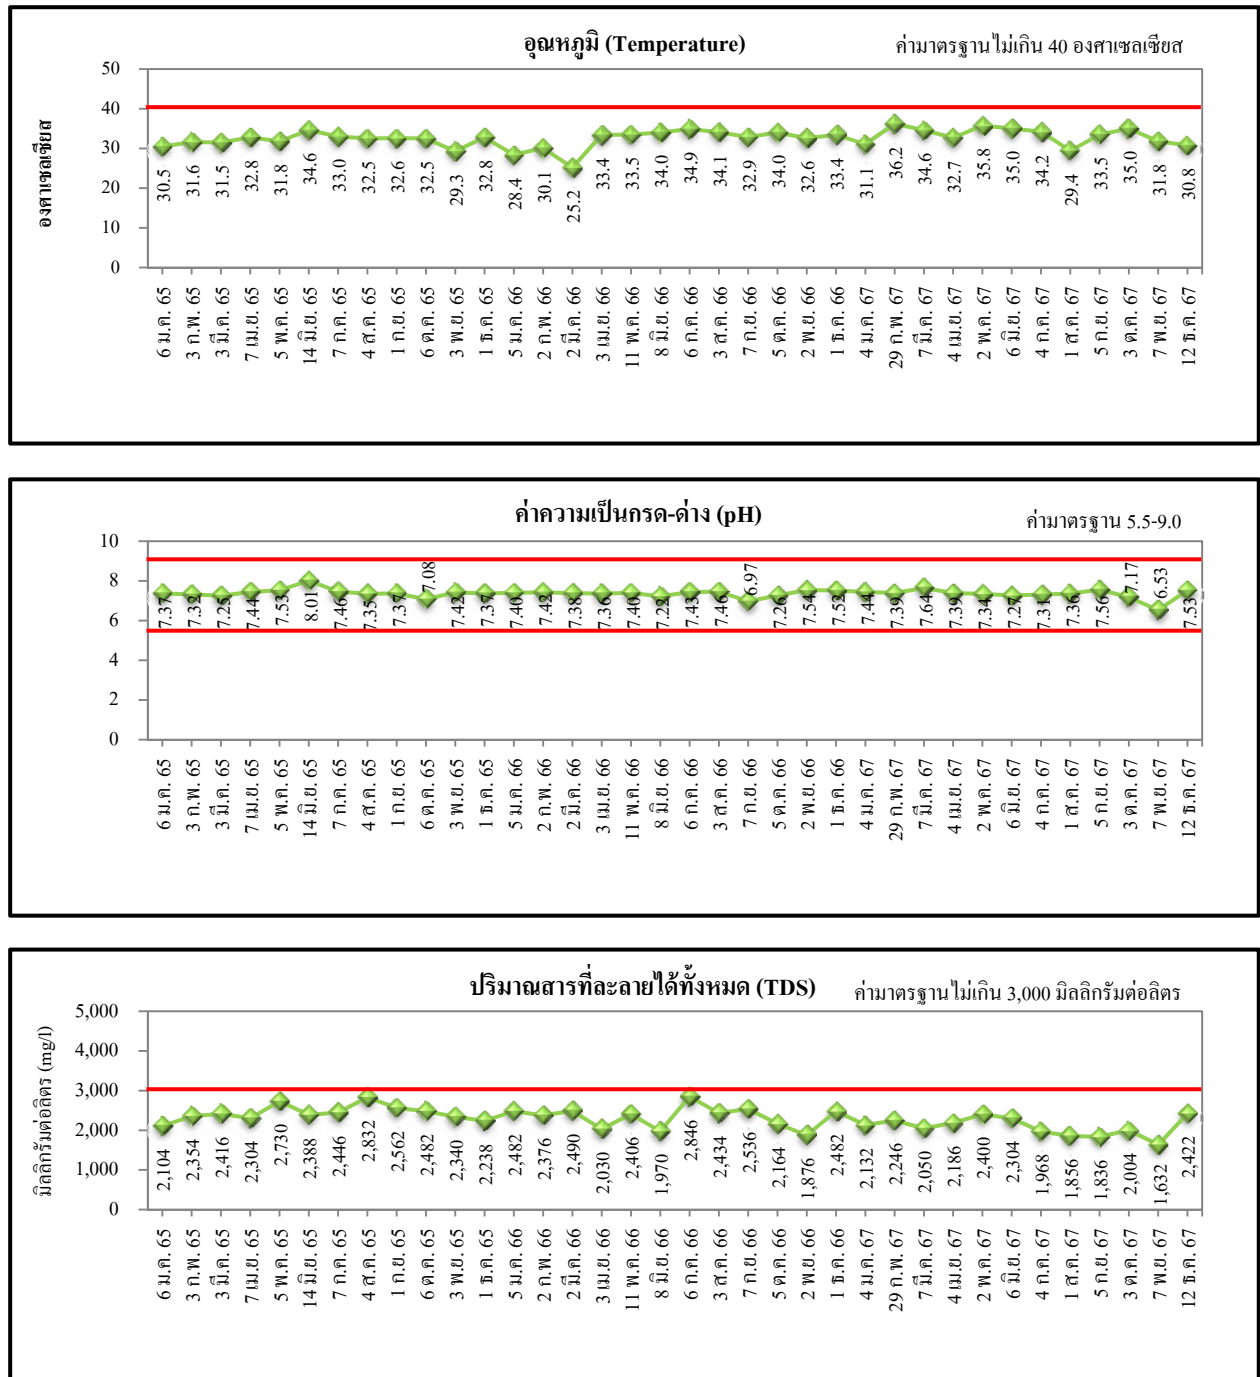 อุณหภูมิ (Temperature)
ค่ามาตรฐานไม่เกิน 40 องศาเซลเซียส
องศาเซลเซียส
50
40
30
20
10
0
30.5 31.6 31.5 32.8 31.8 34.6 33.0 32.5 32.6 32.5 29.3 32.8 28.4 30.1 25.2 33.4 33.5 34.0 34.9 34.1 32.9 34.0 32.6 33.4 31.1 36.2 34.6 32.7 35.8 35.0 34.2 29.4 33.5 35.0 31.8 30.8
6 ม.ค. 65 3 ก.พ. 65 3 มี.ค. 65 7 เม.ย. 65 5 พ.ค. 65 14 มิ.ย. 65 7 ก.ค. 65 4 ส.ค. 65 1 ก.ย. 65 6 ต.ค. 65 3 พ.ย. 65 1 ธ.ค. 65 5 ม.ค. 66 2 ก.พ. 66 2 มี.ค. 66 3 เม.ย. 66 11 พ.ค. 66 8 มิ.ย. 66 6 ก.ค. 66 3 ส.ค. 66 7 ก.ย. 66 5 ต.ค. 66 2 พ.ย. 66 1 ธ.ค. 66 4 ม.ค. 67 29 ก.พ. 67 7 มี.ค. 67 4 เม.ย. 67 2 พ.ค. 67 6 มิ.ย. 67 4 ก.ค. 67 1 ส.ค. 67 5 ก.ย. 67 3 ต.ค. 67 7 พ.ย. 67 12 ธ.ค. 67
ค่าความเป็นกรด-ด่าง (pH)
ค่ามาตรฐาน 5.5-9.0
10
8
6
4
2
0
7.37 7.32 7.25 7.44 7.53 8.01 7.46 7.35 7.37 7.08 7.42 7.37 7.40 7.42 7.38 7.36 7.40 7.22 7.43 7.46 6.97 7.26 7.54 7.52 7.44 7.39 7.64 7.39 7.34 7.27 7.31 7.36 7.56 7.17 6.53 7.53
6 ม.ค. 65 3 ก.พ. 65 3 มี.ค. 65 7 เม.ย. 65 5 พ.ค. 65 14 มิ.ย. 65 7 ก.ค. 65 4 ส.ค. 65 1 ก.ย. 65 6 ต.ค. 65 3 พ.ย. 65 1 ธ.ค. 65 5 ม.ค. 66 2 ก.พ. 66 2 มี.ค. 66 3 เม.ย. 66 11 พ.ค. 66 8 มิ.ย. 66 6 ก.ค. 66 3 ส.ค. 66 7 ก.ย. 66 5 ต.ค. 66 2 พ.ย. 66 1 ธ.ค. 66 4 ม.ค. 67 29 ก.พ. 67 7 มี.ค. 67 4 เม.ย. 67 2 พ.ค. 67 6 มิ.ย. 67 4 ก.ค. 67 1 ส.ค. 67 5 ก.ย. 67 3 ต.ค. 67 7 พ.ย. 67 12 ธ.ค. 67
ปริมาณสารที่ละลายได้ทั้งหมด (TDS)
ค่ามาตรฐานไม่เกิน 3,000 มิลลิกรัมต่อลิตร
มิลลิกรัมต่อลิตร (mg/l)
5,000
4,000
3,000
2,000
1,000
0
2,104 2,354 2,416 2,304 2,730 2,388 2,446 2,832 2,562 2,482 2,340 2,238 2,482 2,376 2,490 2,030 2,406 1,970 2,846 2,434 2,536 2,164 1,876 2,482 2,132 2,246 2,050 2,186 2,400 2,304 1,968 1,856 1,836 2,004 1,632 2,422
6 ม.ค. 65 3 ก.พ. 65 3 มี.ค. 65 7 เม.ย. 65 5 พ.ค. 65 14 มิ.ย. 65 7 ก.ค. 65 4 ส.ค. 65 1 ก.ย. 65 6 ต.ค. 65 3 พ.ย. 65 1 ธ.ค. 65 5 ม.ค. 66 2 ก.พ. 66 2 มี.ค. 66 3 เม.ย. 66 11 พ.ค. 66 8 มิ.ย. 66 6 ก.ค. 66 3 ส.ค. 66 7 ก.ย. 66 5 ต.ค. 66 2 พ.ย. 66 1 ธ.ค. 66 4 ม.ค. 67 29 ก.พ. 67 7 มี.ค. 67 4 เม.ย. 67 2 พ.ค. 67 6 มิ.ย. 67 4 ก.ค. 67 1 ส.ค. 67 5 ก.ย. 67 3 ต.ค. 67 7 พ.ย. 67 12 ธ.ค. 67